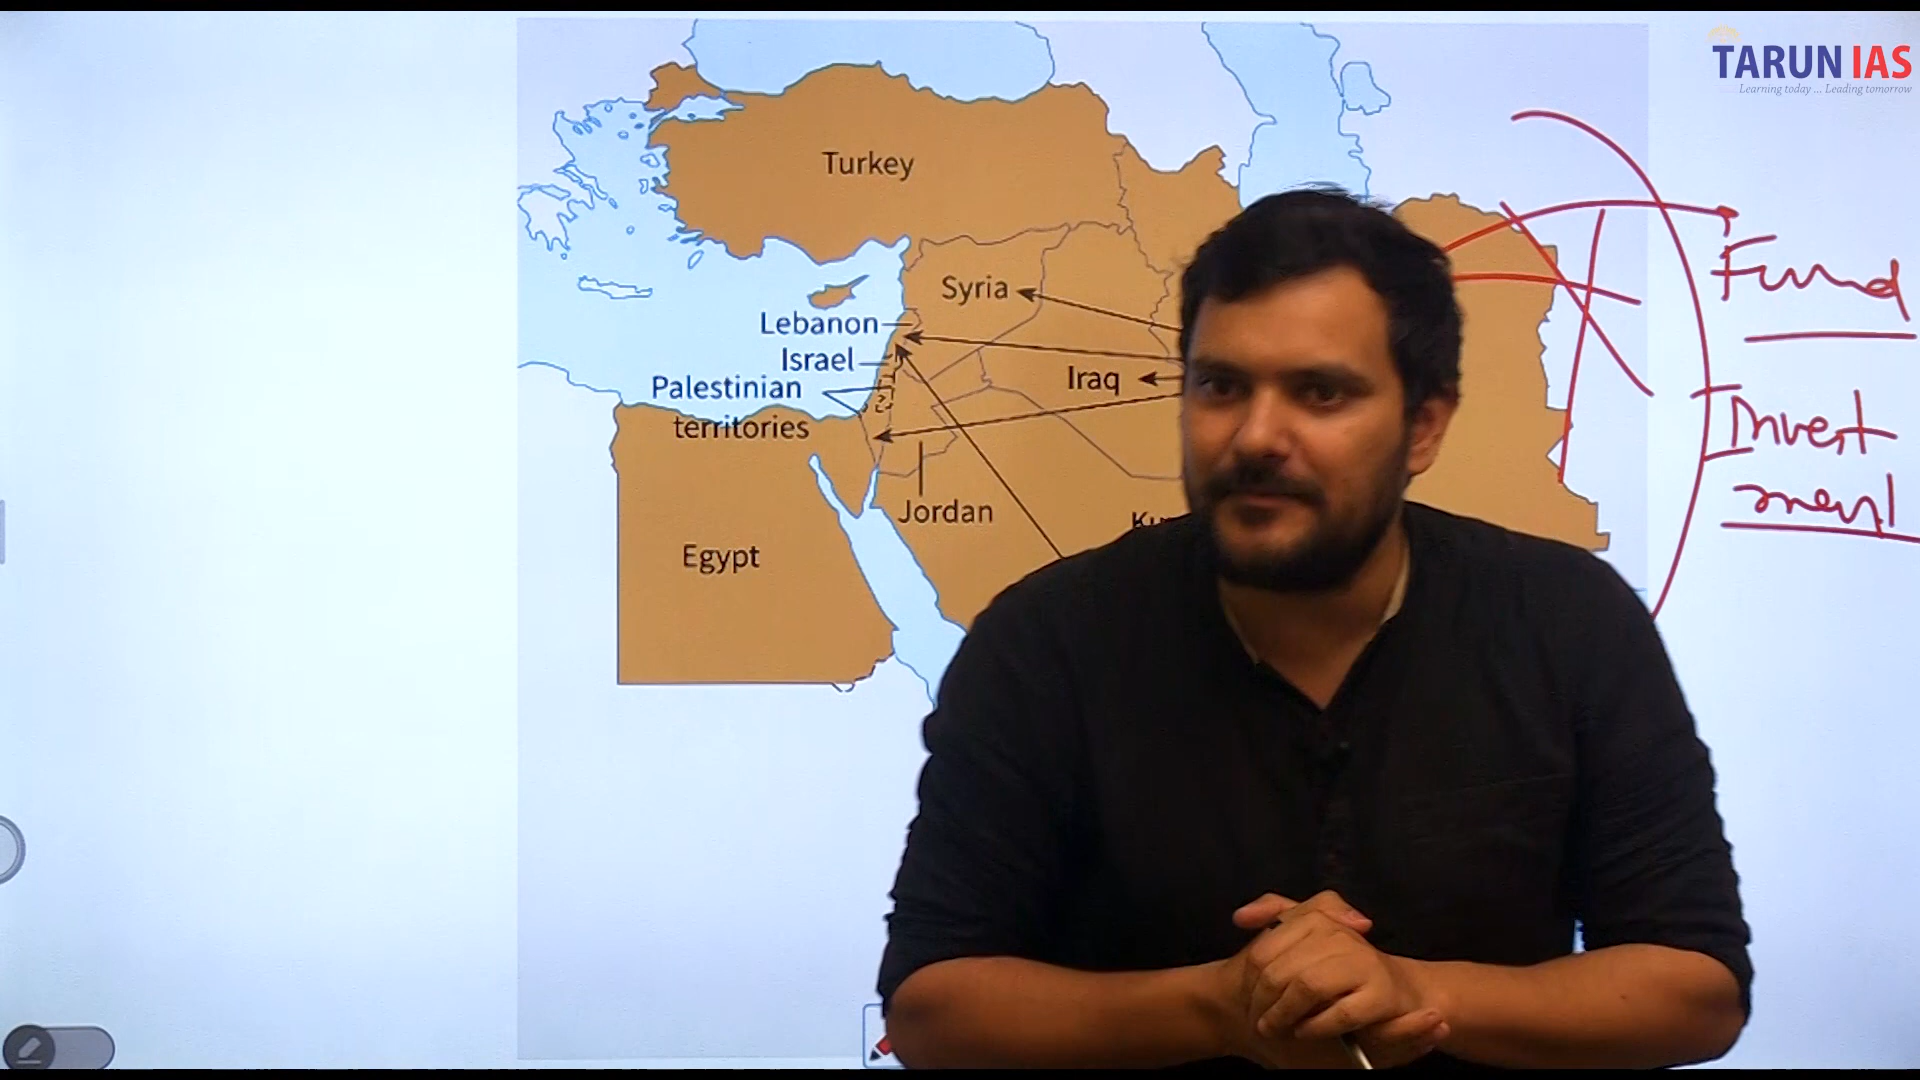 TARUN IAS
Learning today ... Leading tomorrow
Turkey
Fund
Syria
Lebanon
Israel
Iraq
Palestinian
territories
Invest
ment
Jordan
Egypt